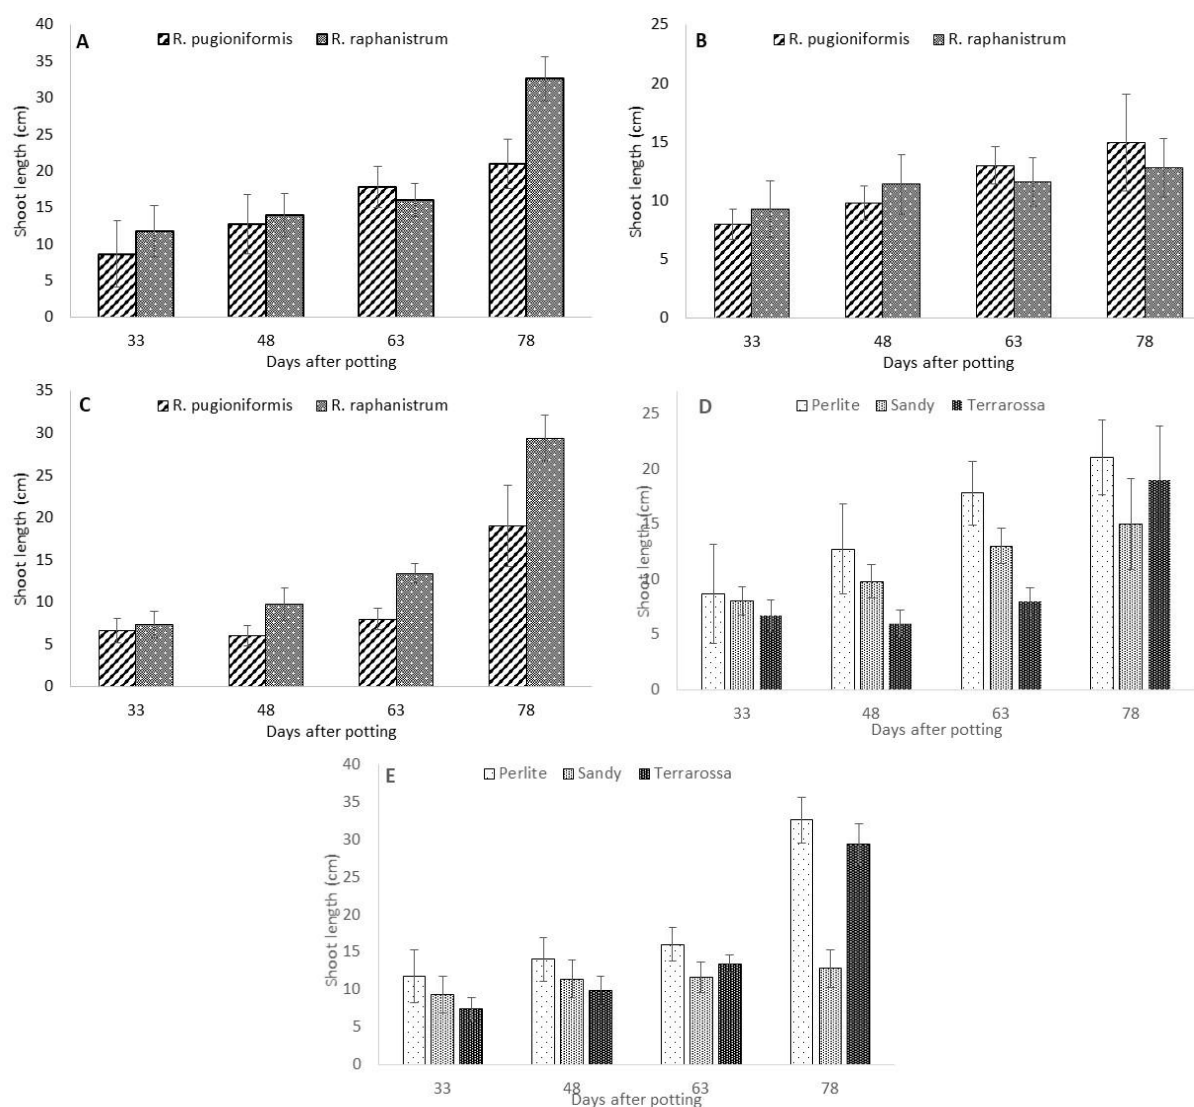 A
R. pugioniformis R. raphanistrum
Shoot length (cm)
40
35
30
25
20
15
10
5
0
33 48 63 78
Days after potting
B
R. pugioniformis R. raphanistrum
Shoot length (cm)
25
20
15
10
5
0
33 48 63 78
Days after potting
C
R. pugioniformis R. raphanistrum
Shoot length (cm)
35
30
25
20
15
10
5
0
33 48 63 78
Days after potting
D
Perlite Sandy Terrarossa
Shoot length (cm)
25
20
15
10
5
0
33 48 63 78
Days after potting
E
Perlite Sandy Terrarossa
Shoot length (cm)
40
35
30
25
20
15
10
5
0
33 48 63 78
Days after potting